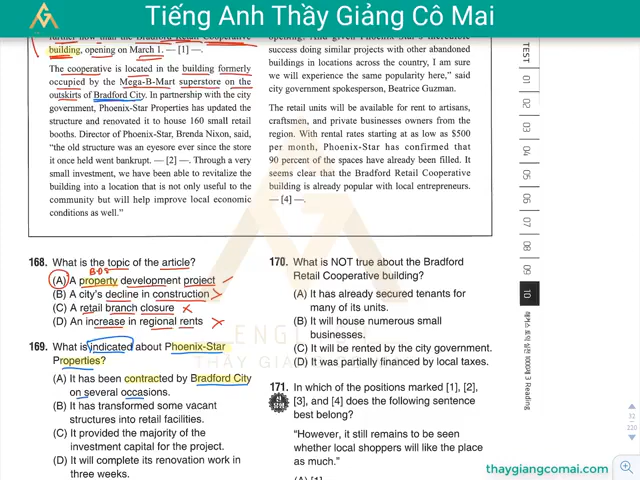 Tiếng Anh Thầy Giảng Cô Mai
further now than the Bradford Retail Cooperative
building, opening on March 1. — [1] —.
The cooperative is located in the building formerly
occupied by the Mega-B-Mart superstore on the
outskirts of Bradford City. In partnership with the city
government, Phoenix-Star Properties has updated the
structure and renovated it to house 160 small retail
booths. Director of Phoenix-Star, Brenda Nixon, said,
"the old structure was an eyesore ever since the
store it once held went bankrupt. — [2] —. Through a very
small investment, we have been able to revitalize the
building into a location that is not only useful to the
community but will help improve local economic
conditions as well."
success doing similar projects with other abandoned
buildings in locations across the country, I am sure
we will experience the same popularity here," said
city government spokesperson, Beatrice Guzman.
The retail units will be available for rent to artisans,
craftsmen, and private businesses owners from the
region. With rental rates starting at as low as $500
per month, Phoenix-Star has confirmed that
90 percent of the spaces have already been filled. It
seems clear that the Bradford Retail Cooperative
building is already popular with local entrepreneurs.
— [4] —.
168. What is the topic of the article?
BĐS
(A) A property development project
(B) A city's decline in construction
(C) A retail branch closure
(D) An increase in regional rents
169. What is indicated about Phoenix-Star
Properties?
(A) It has been contracted by Bradford City
on several occasions.
(B) It has transformed some vacant
structures into retail facilities.
(C) It provided the majority of the
investment capital for the project.
(D) It will complete its renovation work in
three weeks.
170. What is NOT true about the Bradford
Retail Cooperative building?
(A) It has already secured tenants for
many of its units.
(B) It will house numerous small
businesses.
(C) It will be rented by the city government.
(D) It was partially financed by local taxes.
171. In which of the positions marked [1], [2],
[3], and [4] does the following sentence
best belong?
"However, it still remains to be seen
whether local shoppers will like the place
as much."
(A) [1]
TEST
01
02
03
04
05
06
07
08
09
10
1000제 3 Reading
32
220
THẦY GIẢNG
thaygiangcomai.com